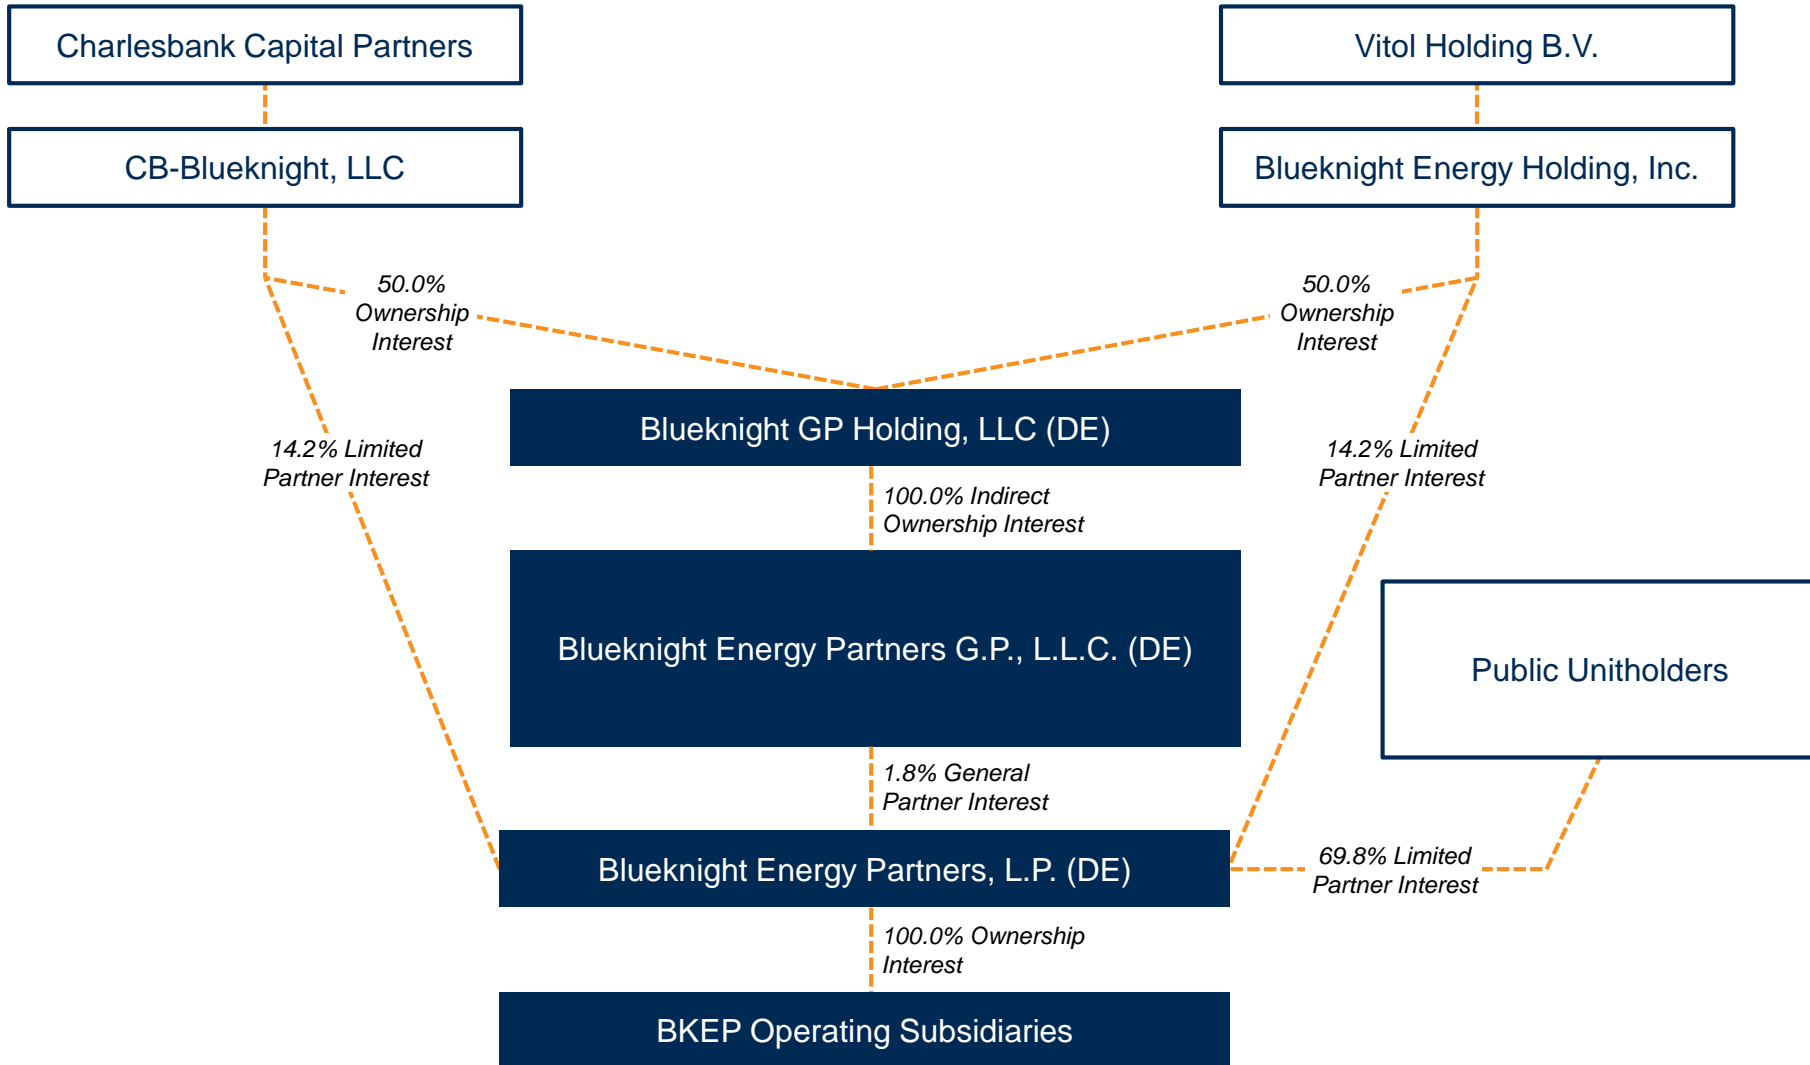 Charlesbank Capital Partners
Vitol Holding B.V.
CB-Blueknight, LLC
Blueknight Energy Holding, Inc.
50.0%
Ownership
Interest
50.0%
Ownership
Interest
Blueknight GP Holding, LLC (DE)
14.2% Limited
Partner Interest
14.2% Limited
Partner Interest
100.0% Indirect
Ownership Interest
Blueknight Energy Partners G.P., L.L.C. (DE)
Public Unitholders
1.8% General
Partner Interest
Blueknight Energy Partners, L.P. (DE)
69.8% Limited
Partner Interest
100.0% Ownership
Interest
BKEP Operating Subsidiaries